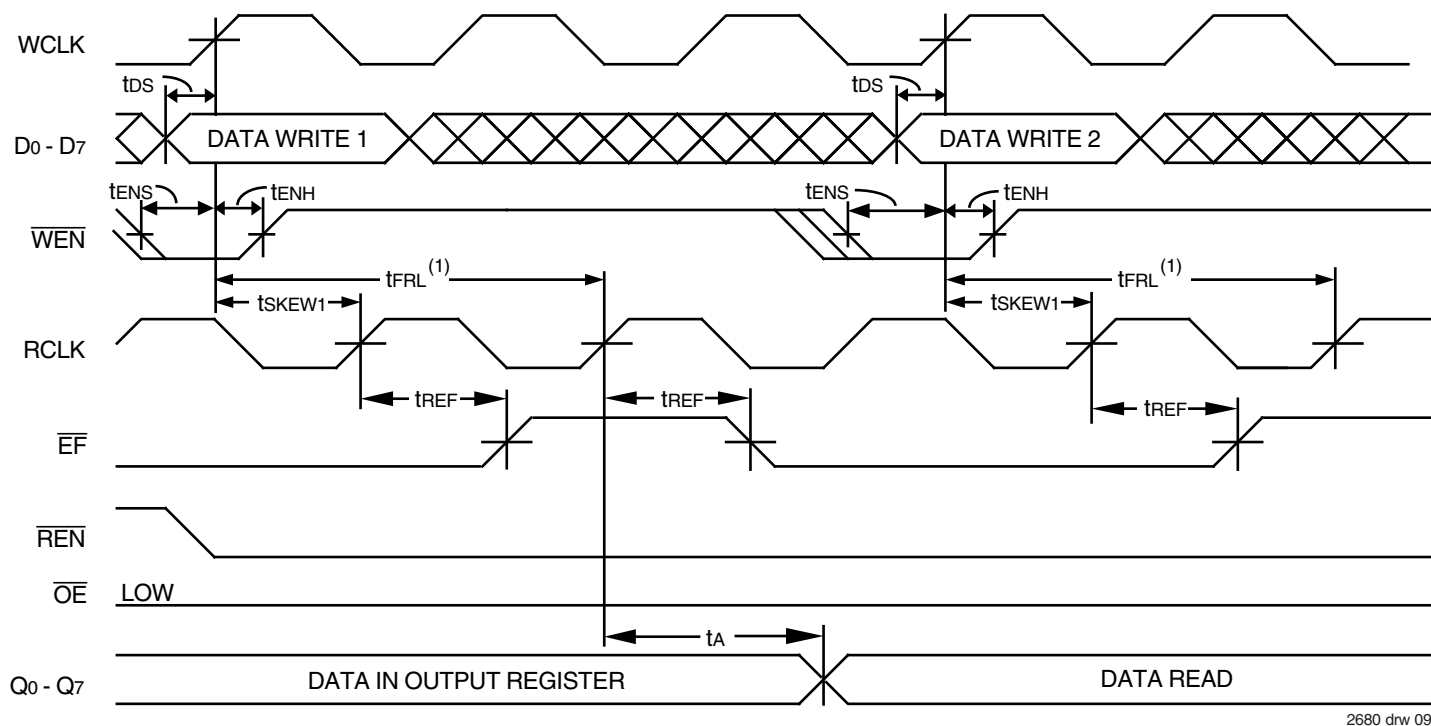 WCLK
tDS tDS
D0 - D7 DATA WRITE 1 DATA WRITE 2
tENS tENH tENS tENH
WEN
tFRL(1) tFRL(1)
tSKEW1 tSKEW1
RCLK
tREF tREF tREF
EF
REN
OE LOW
tA
Q0 - Q7 DATA IN OUTPUT REGISTER DATA READ
2680 drw 09